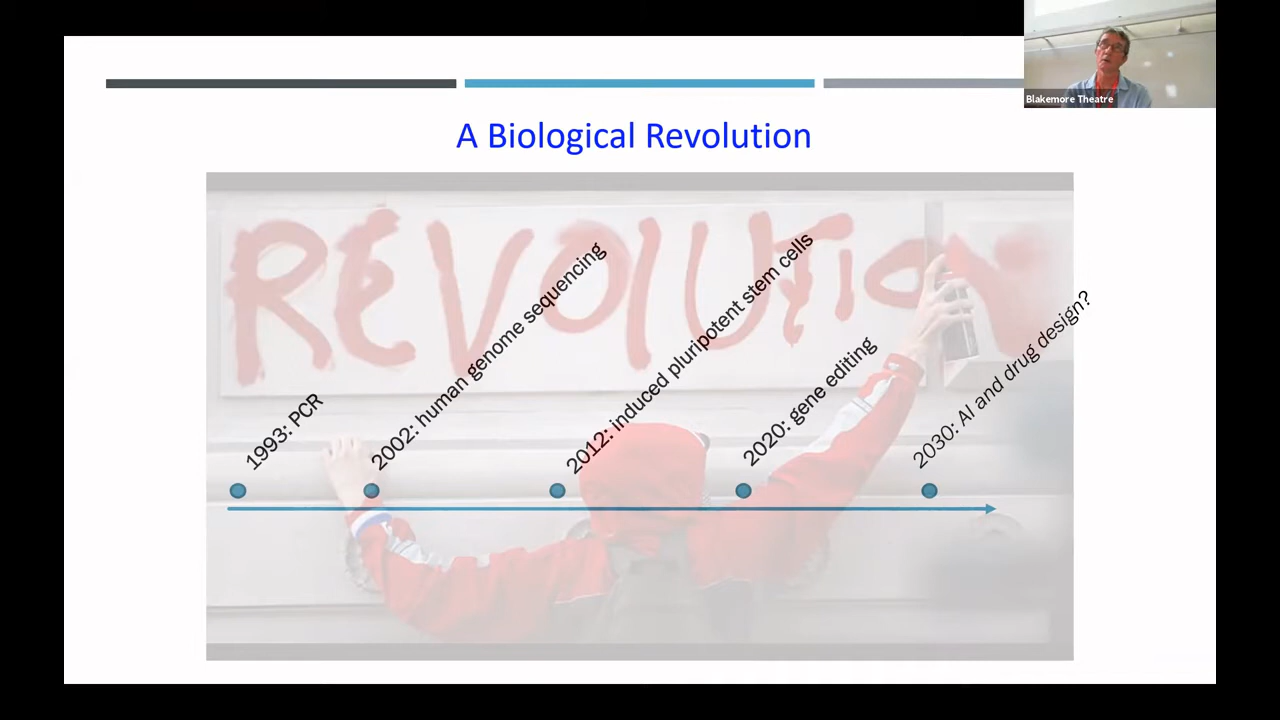 Blakemore Theatre
A Biological Revolution
REVOLUTION
1993: PCR
2002: human genome sequencing
2012: induced pluripotent stem cells
2020: gene editing
2030: AI and drug design?